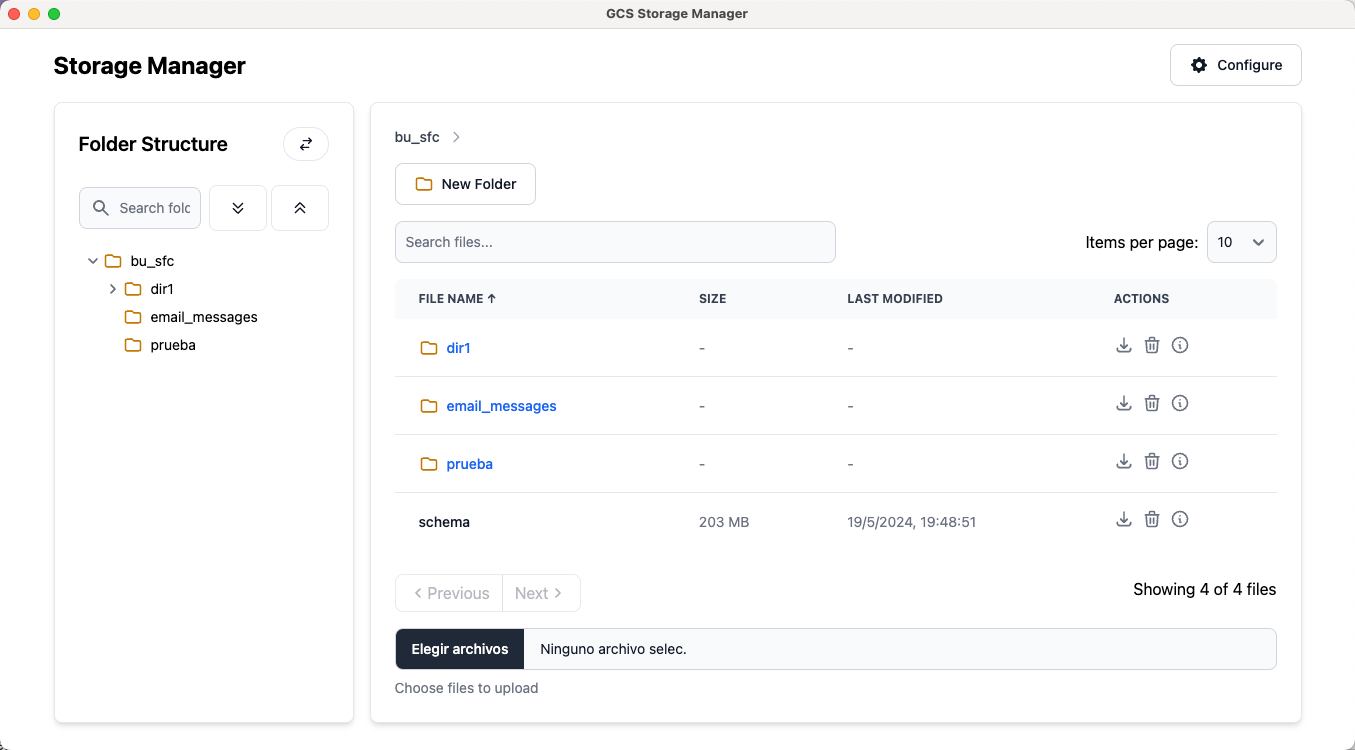 GCS Storage Manager
Storage Manager
Configure
Folder Structure
Search folc
bu_sfc
dir1
email_messages
prueba
bu_sfc
New Folder
Search files...
Items per page: 10
FILE NAME SIZE LAST MODIFIED ACTIONS
dir1 - -
email_messages - -
prueba - -
schema 203 MB 19/5/2024, 19:48:51
Previous Next
Showing 4 of 4 files
Elegir archivos Ninguno archivo selec.
Choose files to upload